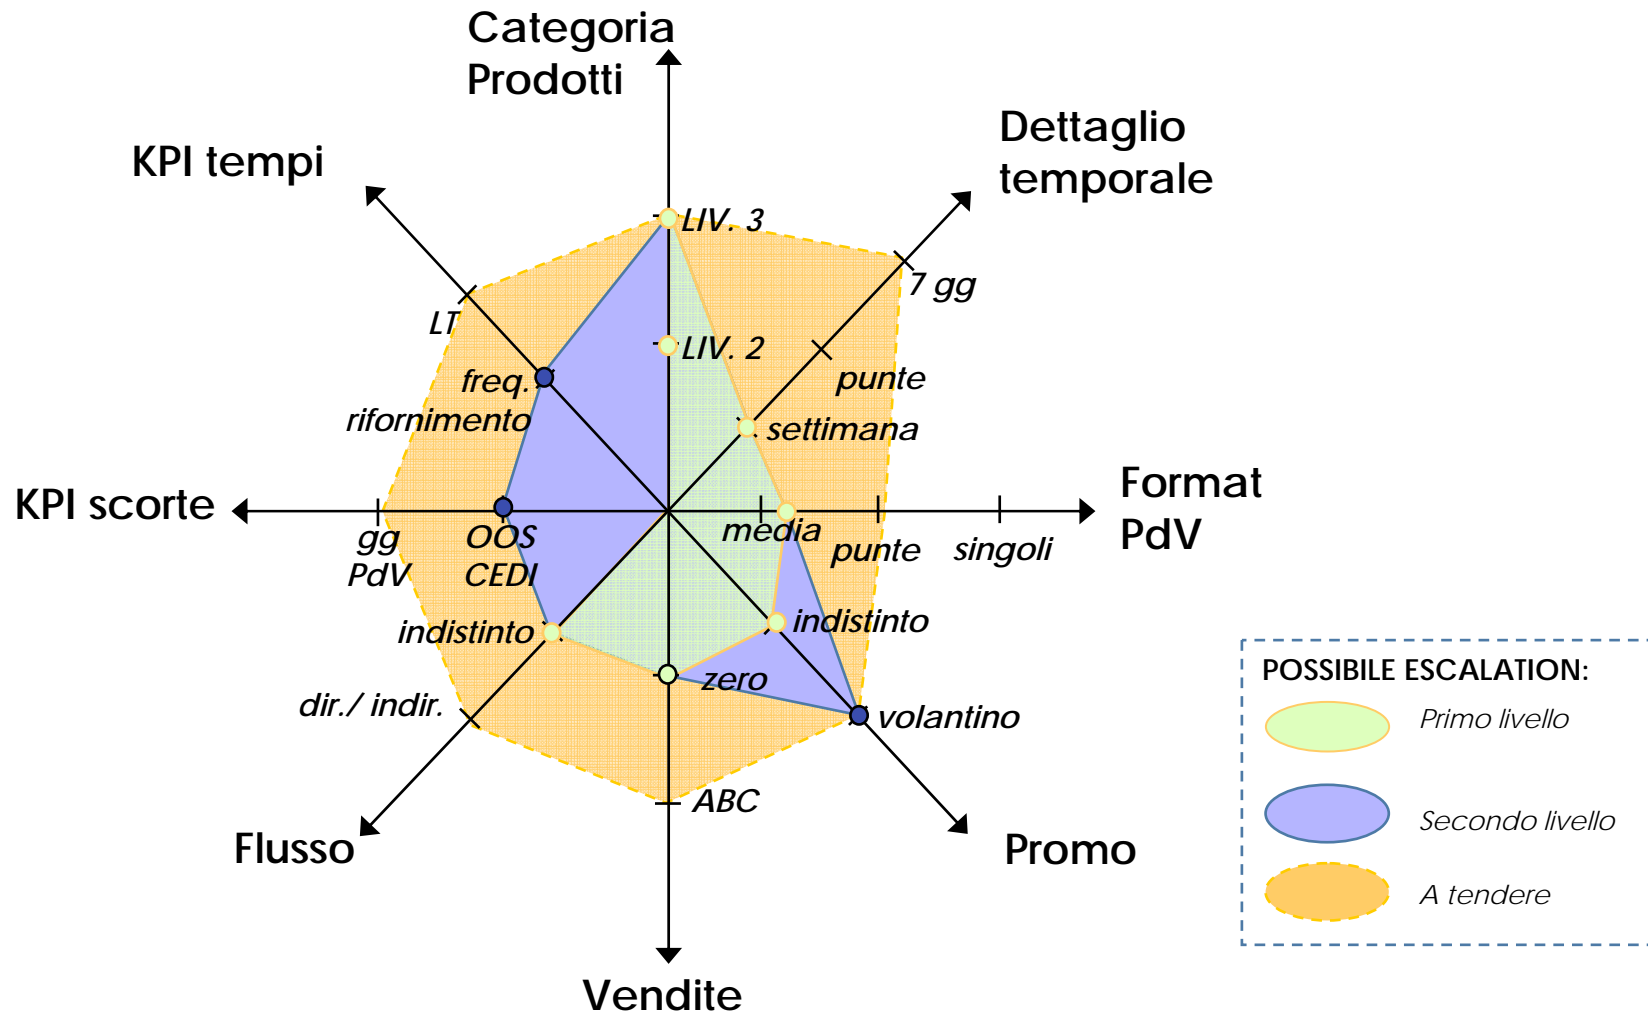 Categoria
Prodotti
Dettaglio
temporale
KPI tempi
LIV. 3
7 gg
LT
LIV. 2
punte
freq.
rifornimento
settimana
KPI scorte
Format
PdV
media
gg
PdV
OOS
CEDI
punte
singoli
indistinto
indistinto
zero
dir./ indir.
volantino
ABC
Flusso
Promo
Vendite
POSSIBILE ESCALATION:
Primo livello
Secondo livello
A tendere